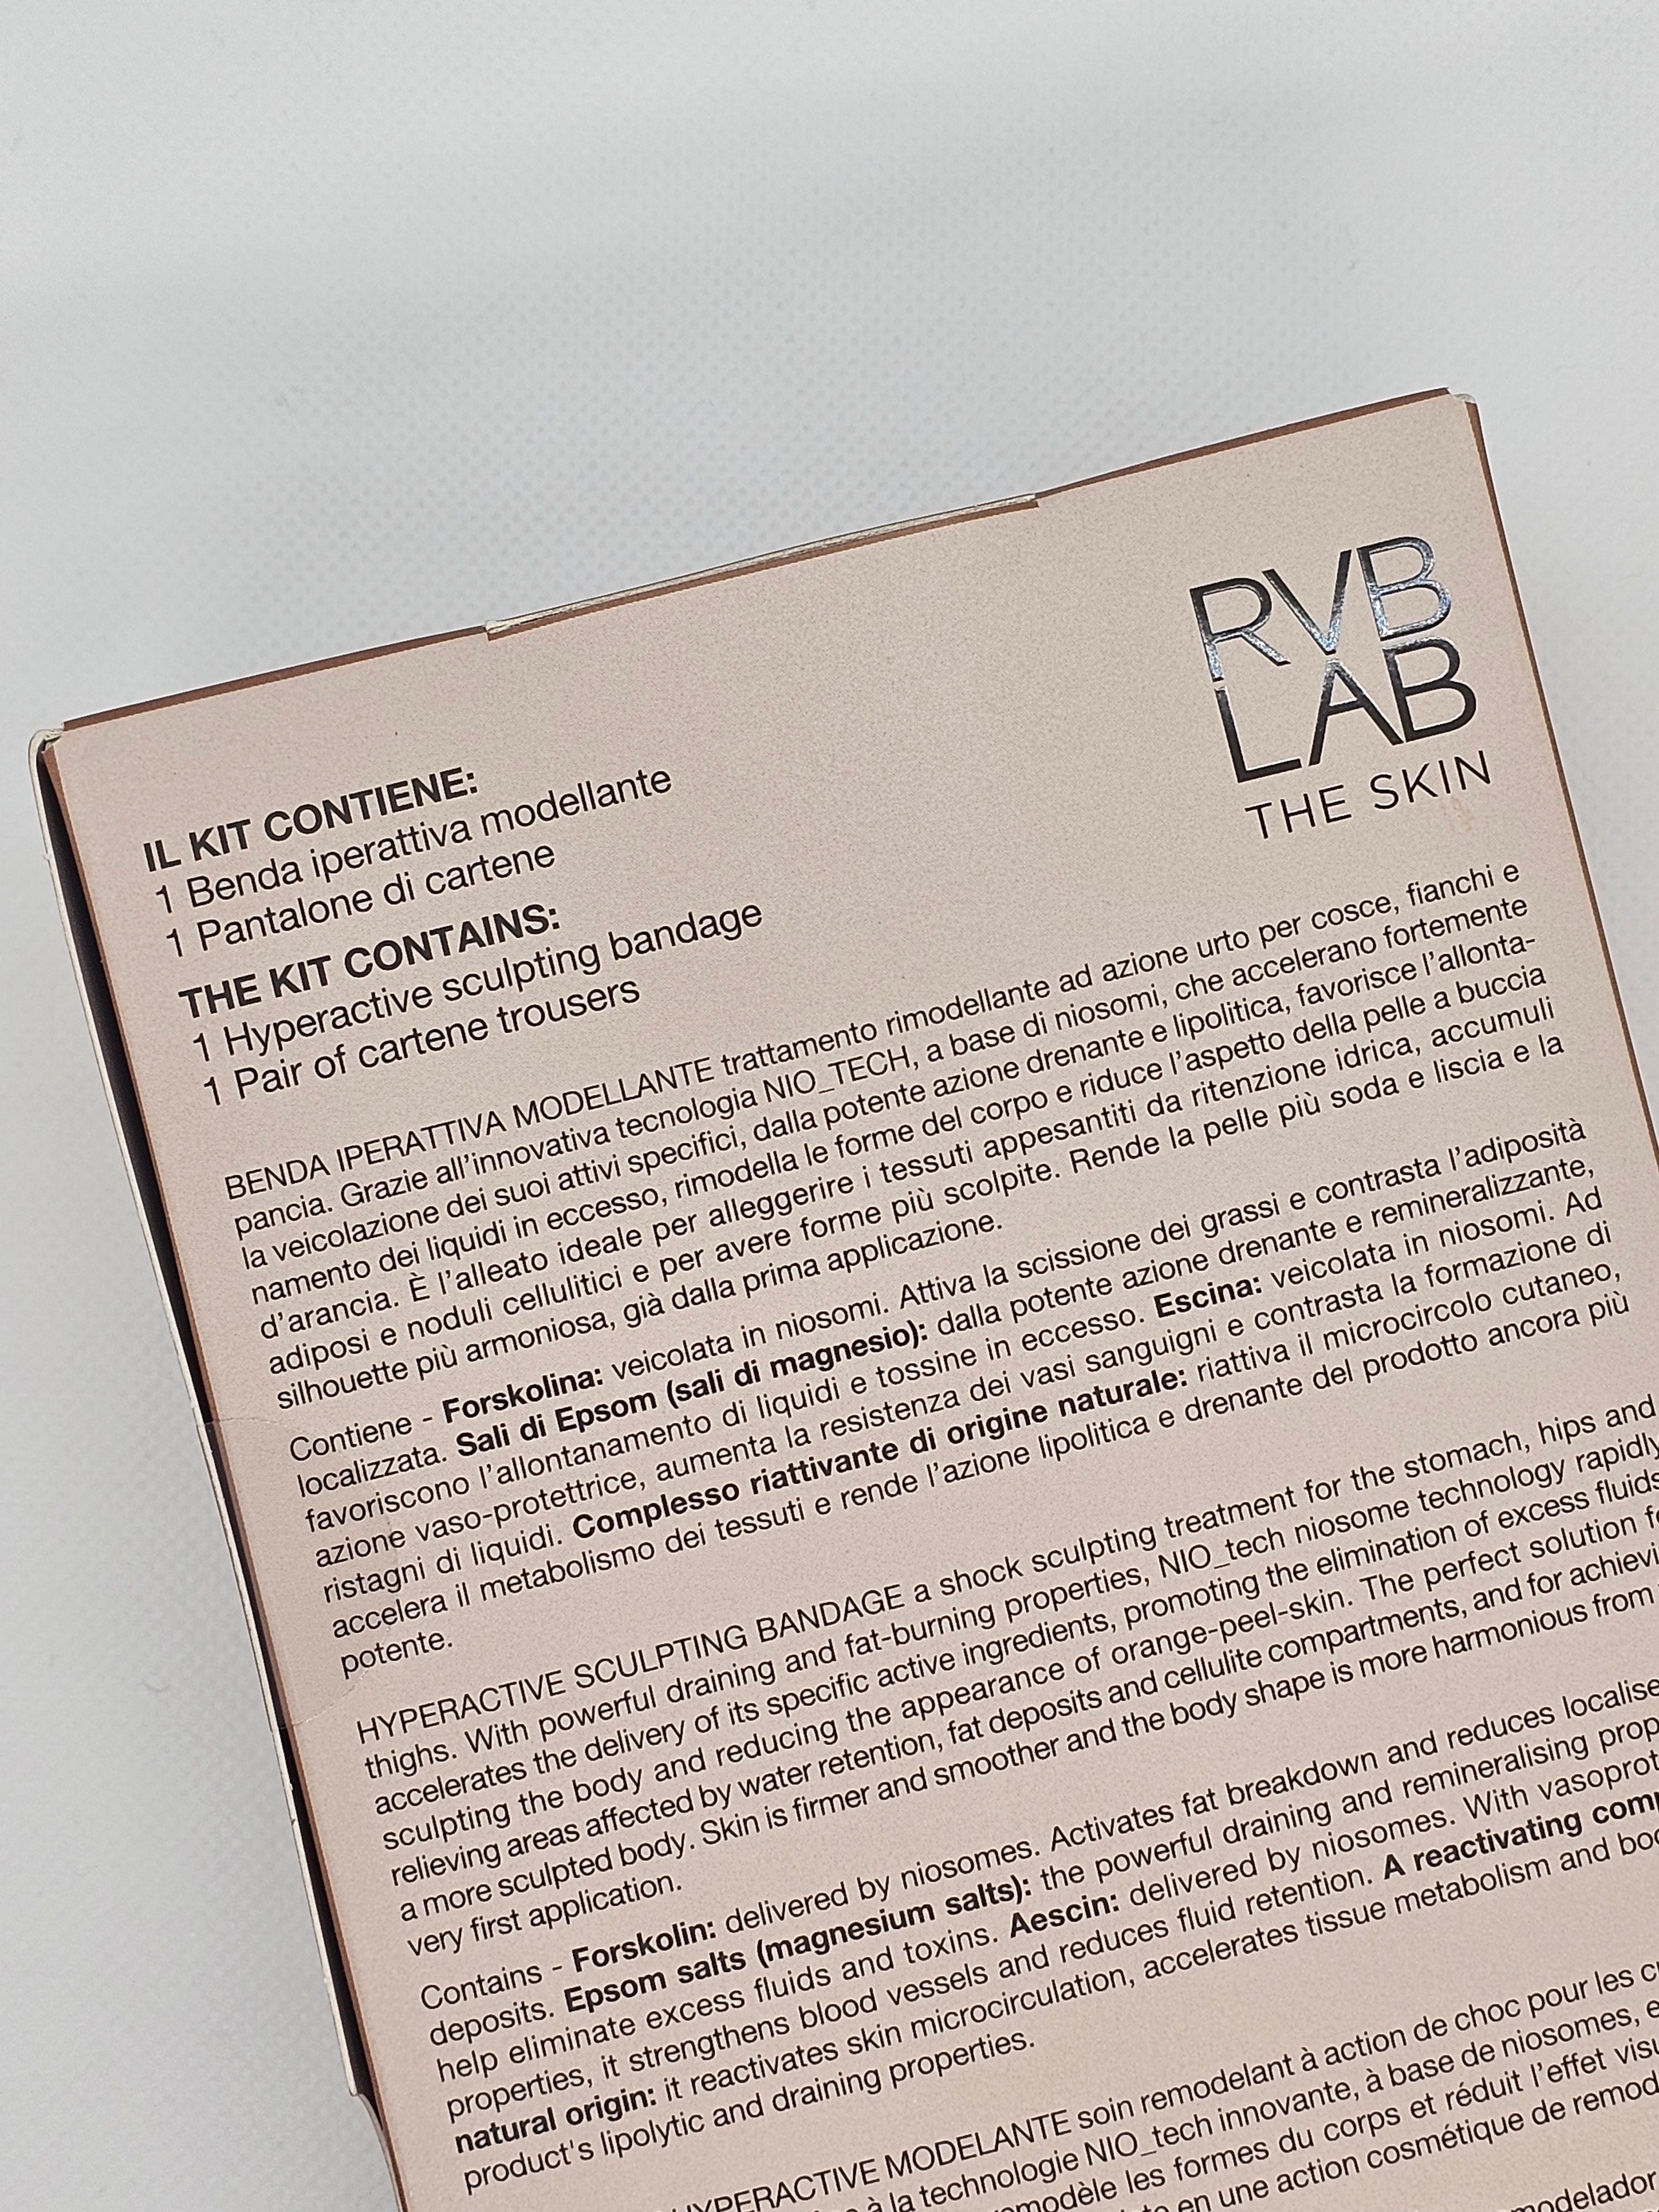 RVB
LAB
THE SKIN
IL KIT CONTIENE:
1 Benda iperattiva modellante
1 Pantalone di cartene
THE KIT CONTAINS:
1 Hyperactive sculpting bandage
1 Pair of cartene trousers
BENDA IPERATTIVA MODELLANTE trattamento rimodellante ad azione urto per cosce, fianchi e
pancia. Grazie all'innovativa tecnologia NIO_TECH, a base di niosomi, che accelerano fortemente
la veicolazione dei suoi attivi specifici, dalla potente azione drenante e lipolitica, favorisce l'allonta-
namento dei liquidi in eccesso, rimodella le forme del corpo e riduce l'aspetto della pelle a buccia
d'arancia. È l'alleato ideale per alleggerire i tessuti appesantiti da ritenzione idrica, accumuli
adiposi e noduli cellulitici e per avere forme più scolpite. Rende la pelle più soda e liscia e la
silhouette più armoniosa, già dalla prima applicazione.
Contiene - Forskolina: veicolata in niosomi. Attiva la scissione dei grassi e contrasta l'adiposità
localizzata. Sali di Epsom (sali di magnesio): dalla potente azione drenante e remineralizzante,
favoriscono l'allontanamento di liquidi e tossine in eccesso. Escina: veicolata in niosomi. Ad
azione vaso-protettrice, aumenta la resistenza dei vasi sanguigni e contrasta la formazione di
ristagni di liquidi. Complesso riattivante di origine naturale: riattiva il microcircolo cutaneo,
accelera il metabolismo dei tessuti e rende l'azione lipolitica e drenante del prodotto ancora più
potente.
HYPERACTIVE SCULPTING BANDAGE a shock sculpting treatment for the stomach, hips and
thighs. With powerful draining and fat-burning properties, NIO_tech niosome technology rapidly
accelerates the delivery of its specific active ingredients, promoting the elimination of excess fluids
sculpting the body and reducing the appearance of orange-peel-skin. The perfect solution
relieving areas affected by water retention, fat deposits and cellulite compartments, and for
a more sculpted body. Skin is firmer and smoother and the body shape is more harmonious from
very first application.
Contains - Forskolin: delivered by niosomes. Activates fat breakdown and reduces
deposits. Epsom salts (magnesium salts): the powerful draining and remineralising
help eliminate excess fluids and toxins. Aescin: delivered by niosomes. With
properties, it strengthens blood vessels and reduces fluid retention. A reactivating
natural origin: it reactivates skin microcirculation, accelerates tissue metabolism and
product's lipolytic and draining properties.
HYPERACTIVE MODELANTE soin remodelant à action de choc pour les
à la technologie NIO_tech innovante, à base de niosomes,
les formes du corps et réduit l'effet
en une action cosmétique de